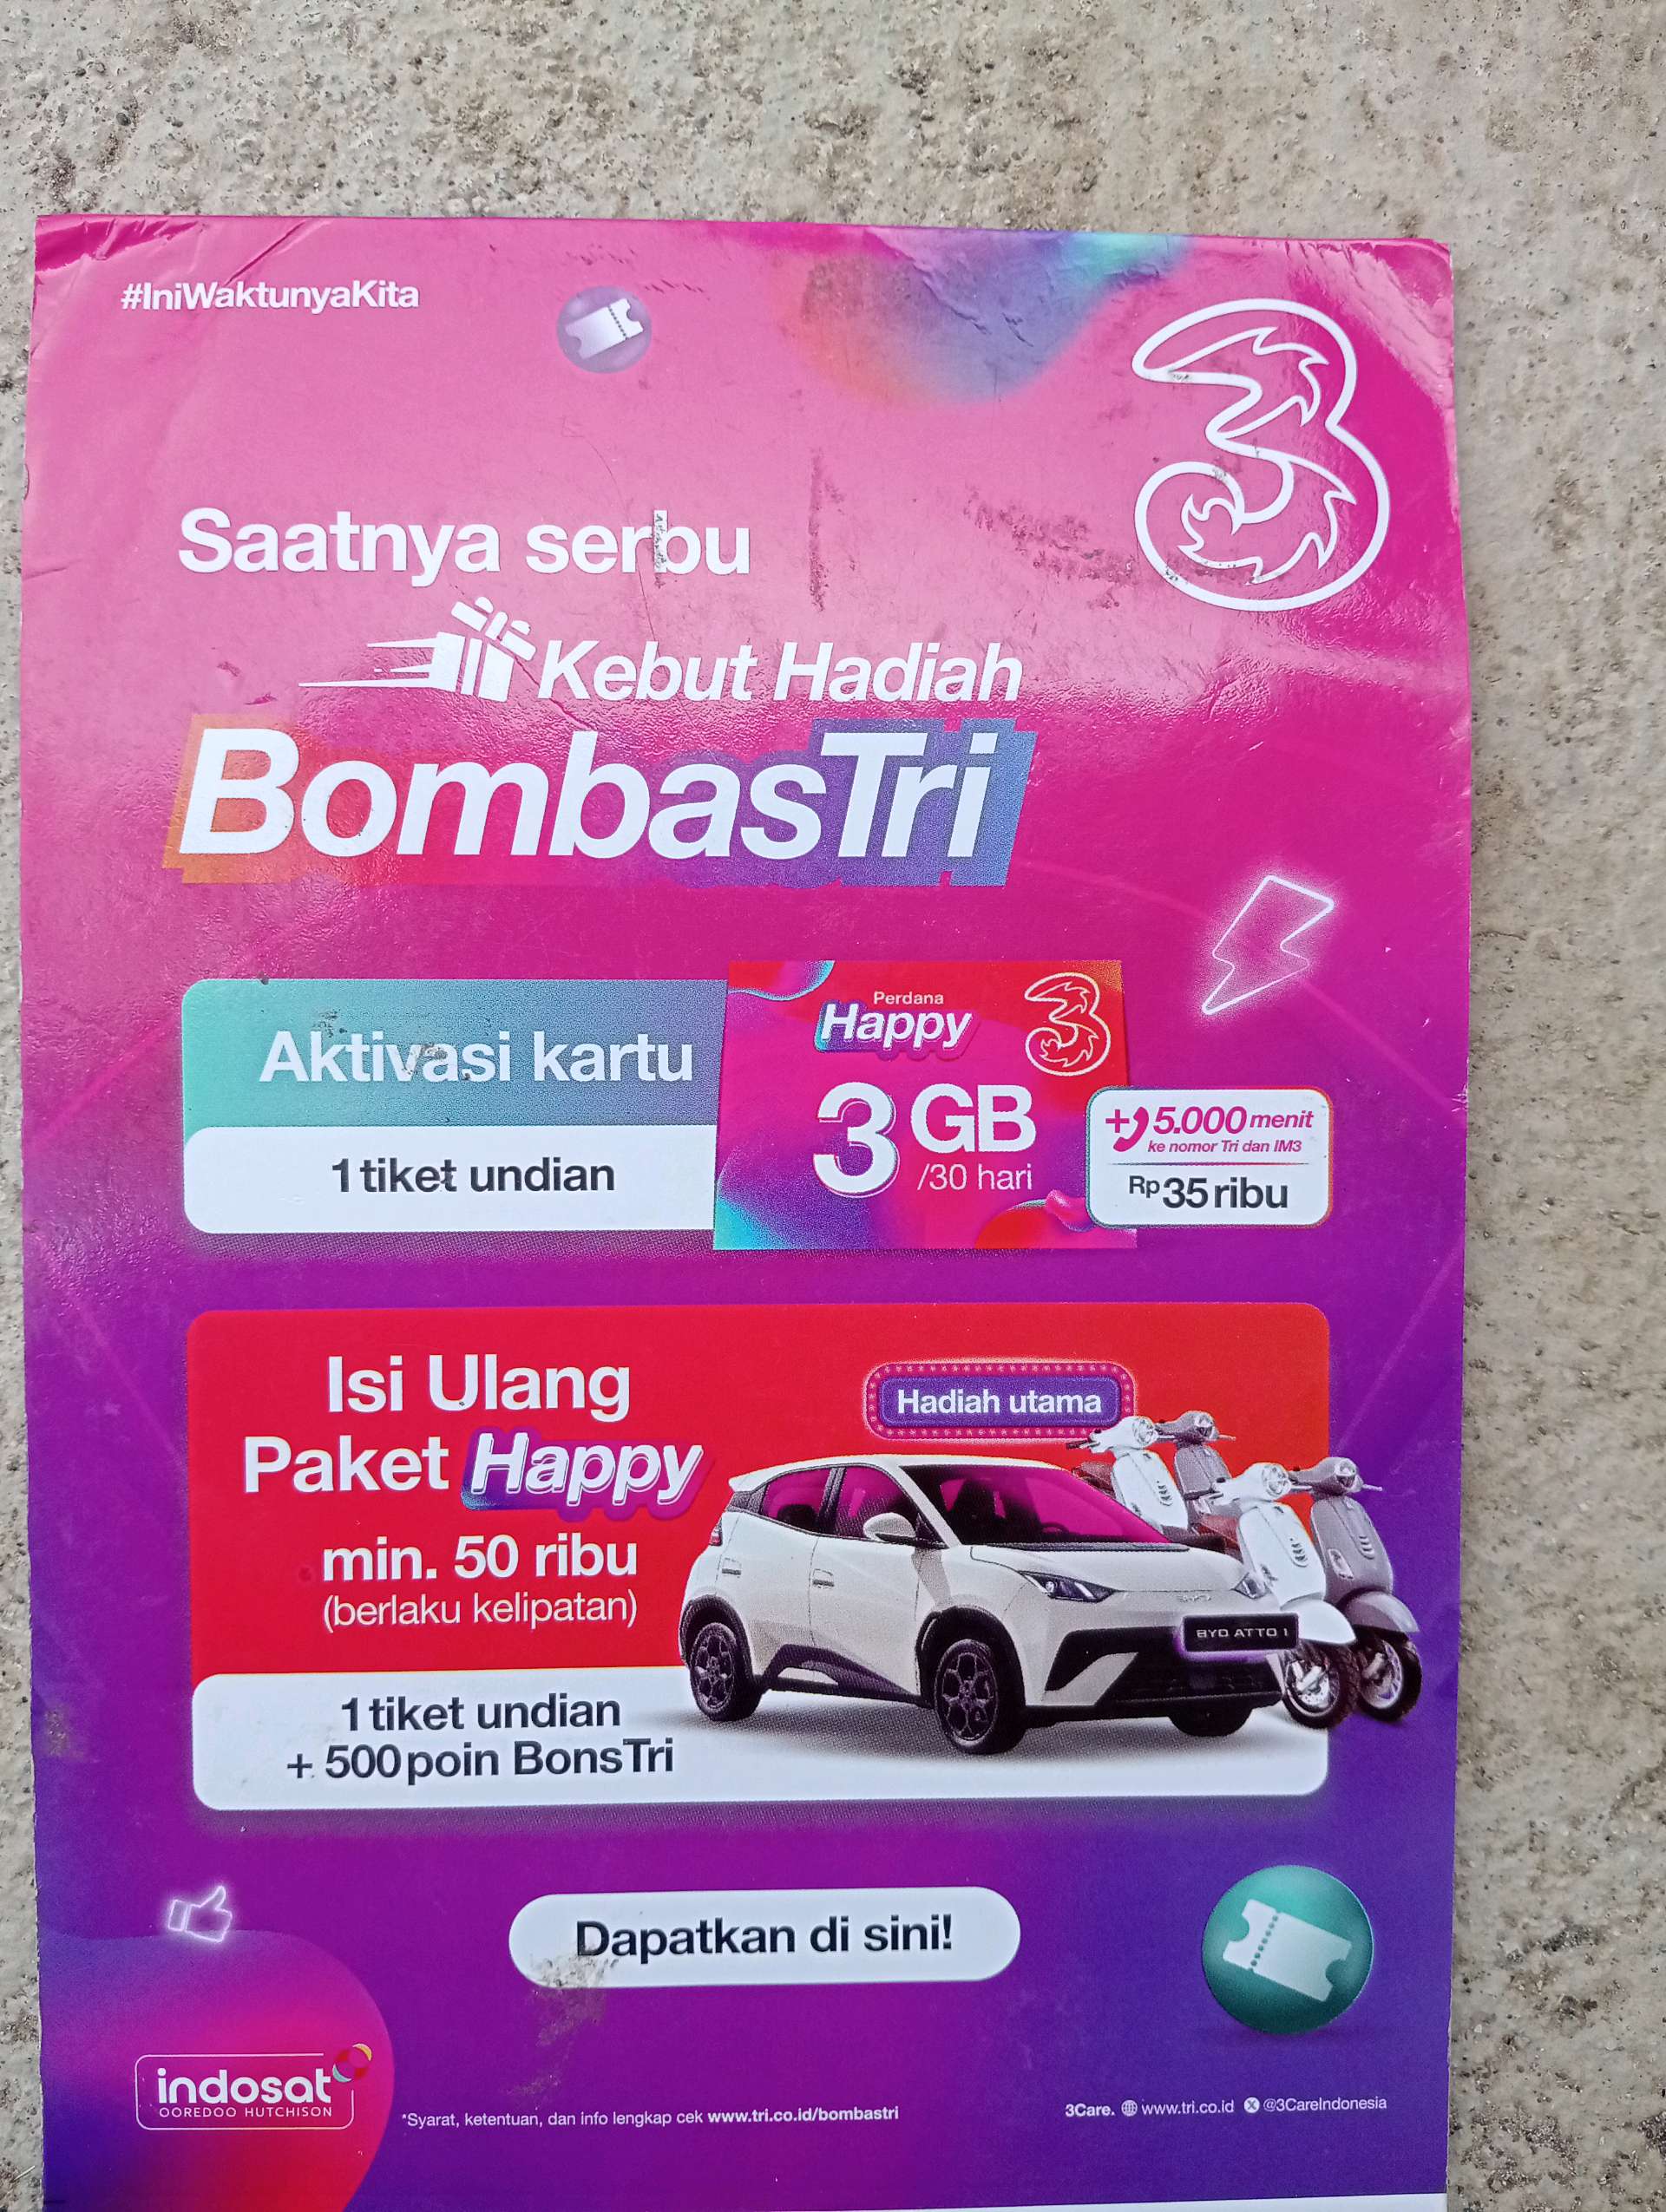 #IniWaktunyaKita
3
Saatnya serbu
Kebut Hadiah
BombasTri
Aktivasi kartu
1 tiket undian
Perdana
Happy
3
3 GB
/30 hari
+ 5.000 menit
ke nomor Tri dan IM3
Rp35 ribu
Isi Ulang
Paket Happy
min. 50 ribu
(berlaku kelipatan)
1 tiket undian
+ 500 poin BonsTri
Hadiah utama
BYD ATTO 1
Dapatkan di sini!
indosat
OOREDOO HUTCHISON
*Syarat, ketentuan, dan info lengkap cek www.tri.co.id/bombastri
3Care. www.tri.co.id X @3CareIndonesia